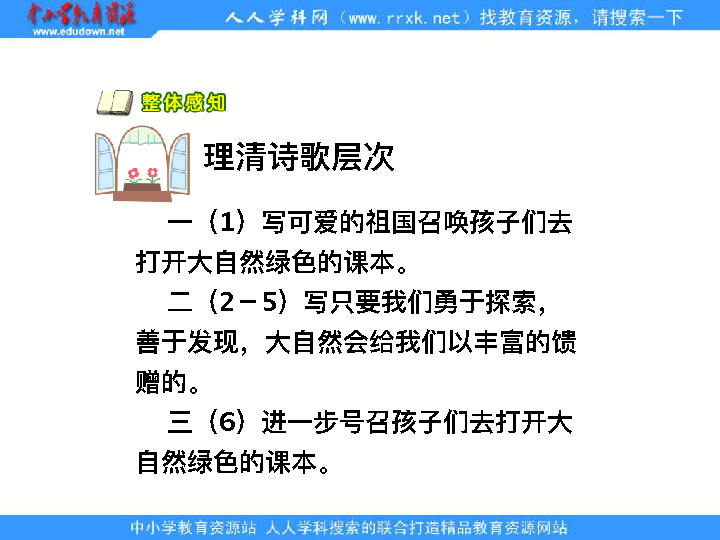 中小学教育资源
www.edudown.net
人人学科网（www.rrxk.net）找教育资源，请搜索一下
整体感知
理清诗歌层次
一（1）写可爱的祖国召唤孩子们去
打开大自然绿色的课本。
二（2－5）写只要我们勇于探索，
善于发现，大自然会给我们以丰富的馈
赠的。
三（6）进一步号召孩子们去打开大
自然绿色的课本。
中小学教育资源站 人人学科搜索的联合打造精品教育资源网站